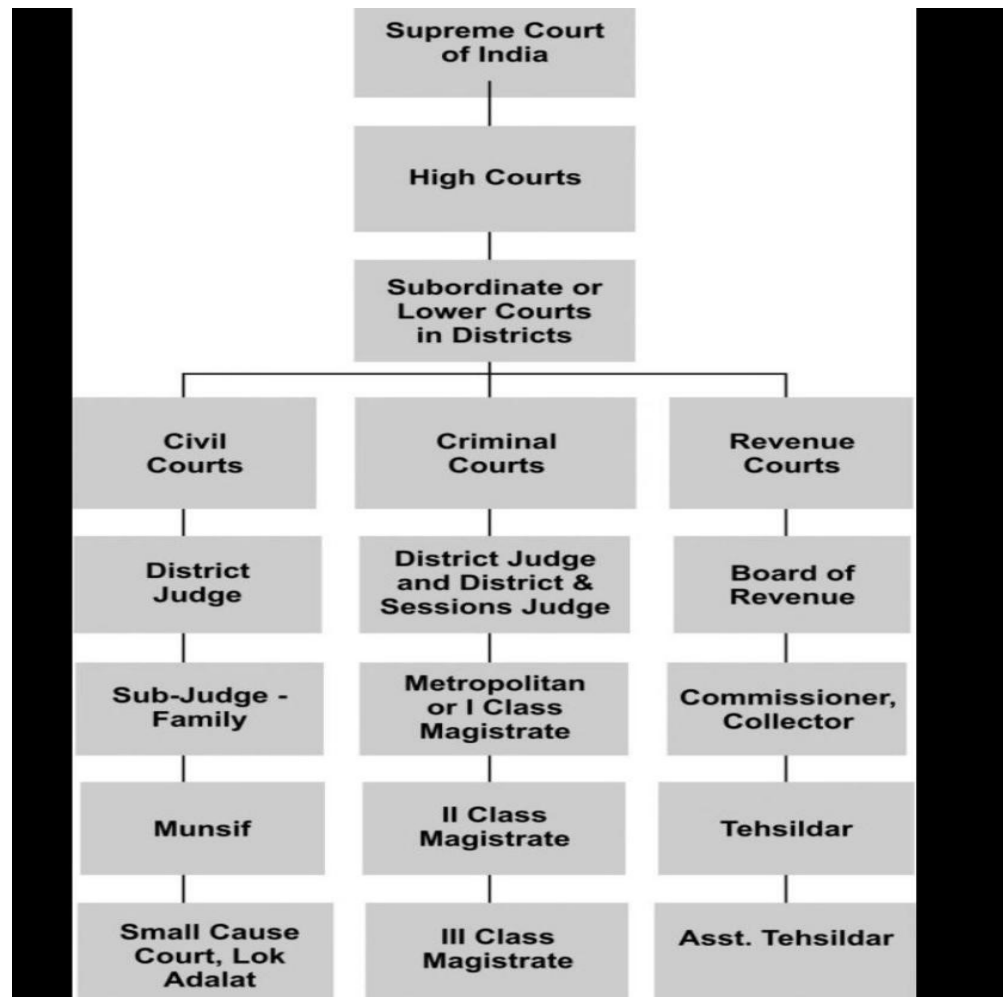 Supreme Court
of India
High Courts
Subordinate or
Lower Courts
in Districts
Civil
Courts
Criminal
Courts
Revenue
Courts
District
Judge
District Judge
and District &
Sessions Judge
Board of
Revenue
Sub-Judge -
Family
Metropolitan
or I Class
Magistrate
Commissioner,
Collector
Munsif
II Class
Magistrate
Tehsildar
Small Cause
Court, Lok
Adalat
III Class
Magistrate
Asst. Tehsildar